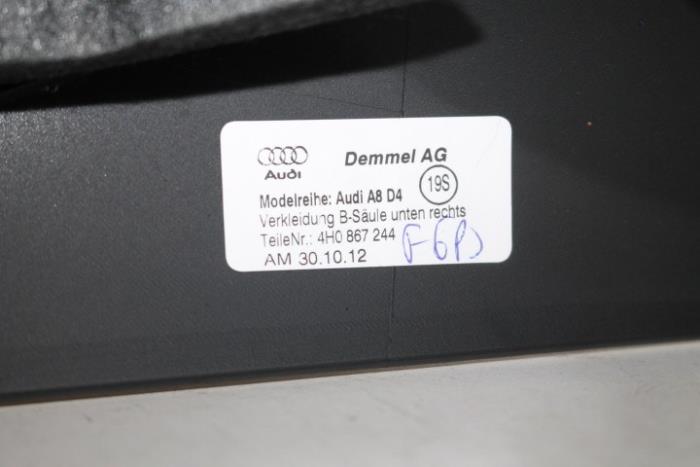 Audi
Demmel AG
19S
Modelreihe: Audi A8 D4
Verkleidung B-Säule unten rechts
TeileNr.: 4H0 867 244
AM 30.10.12